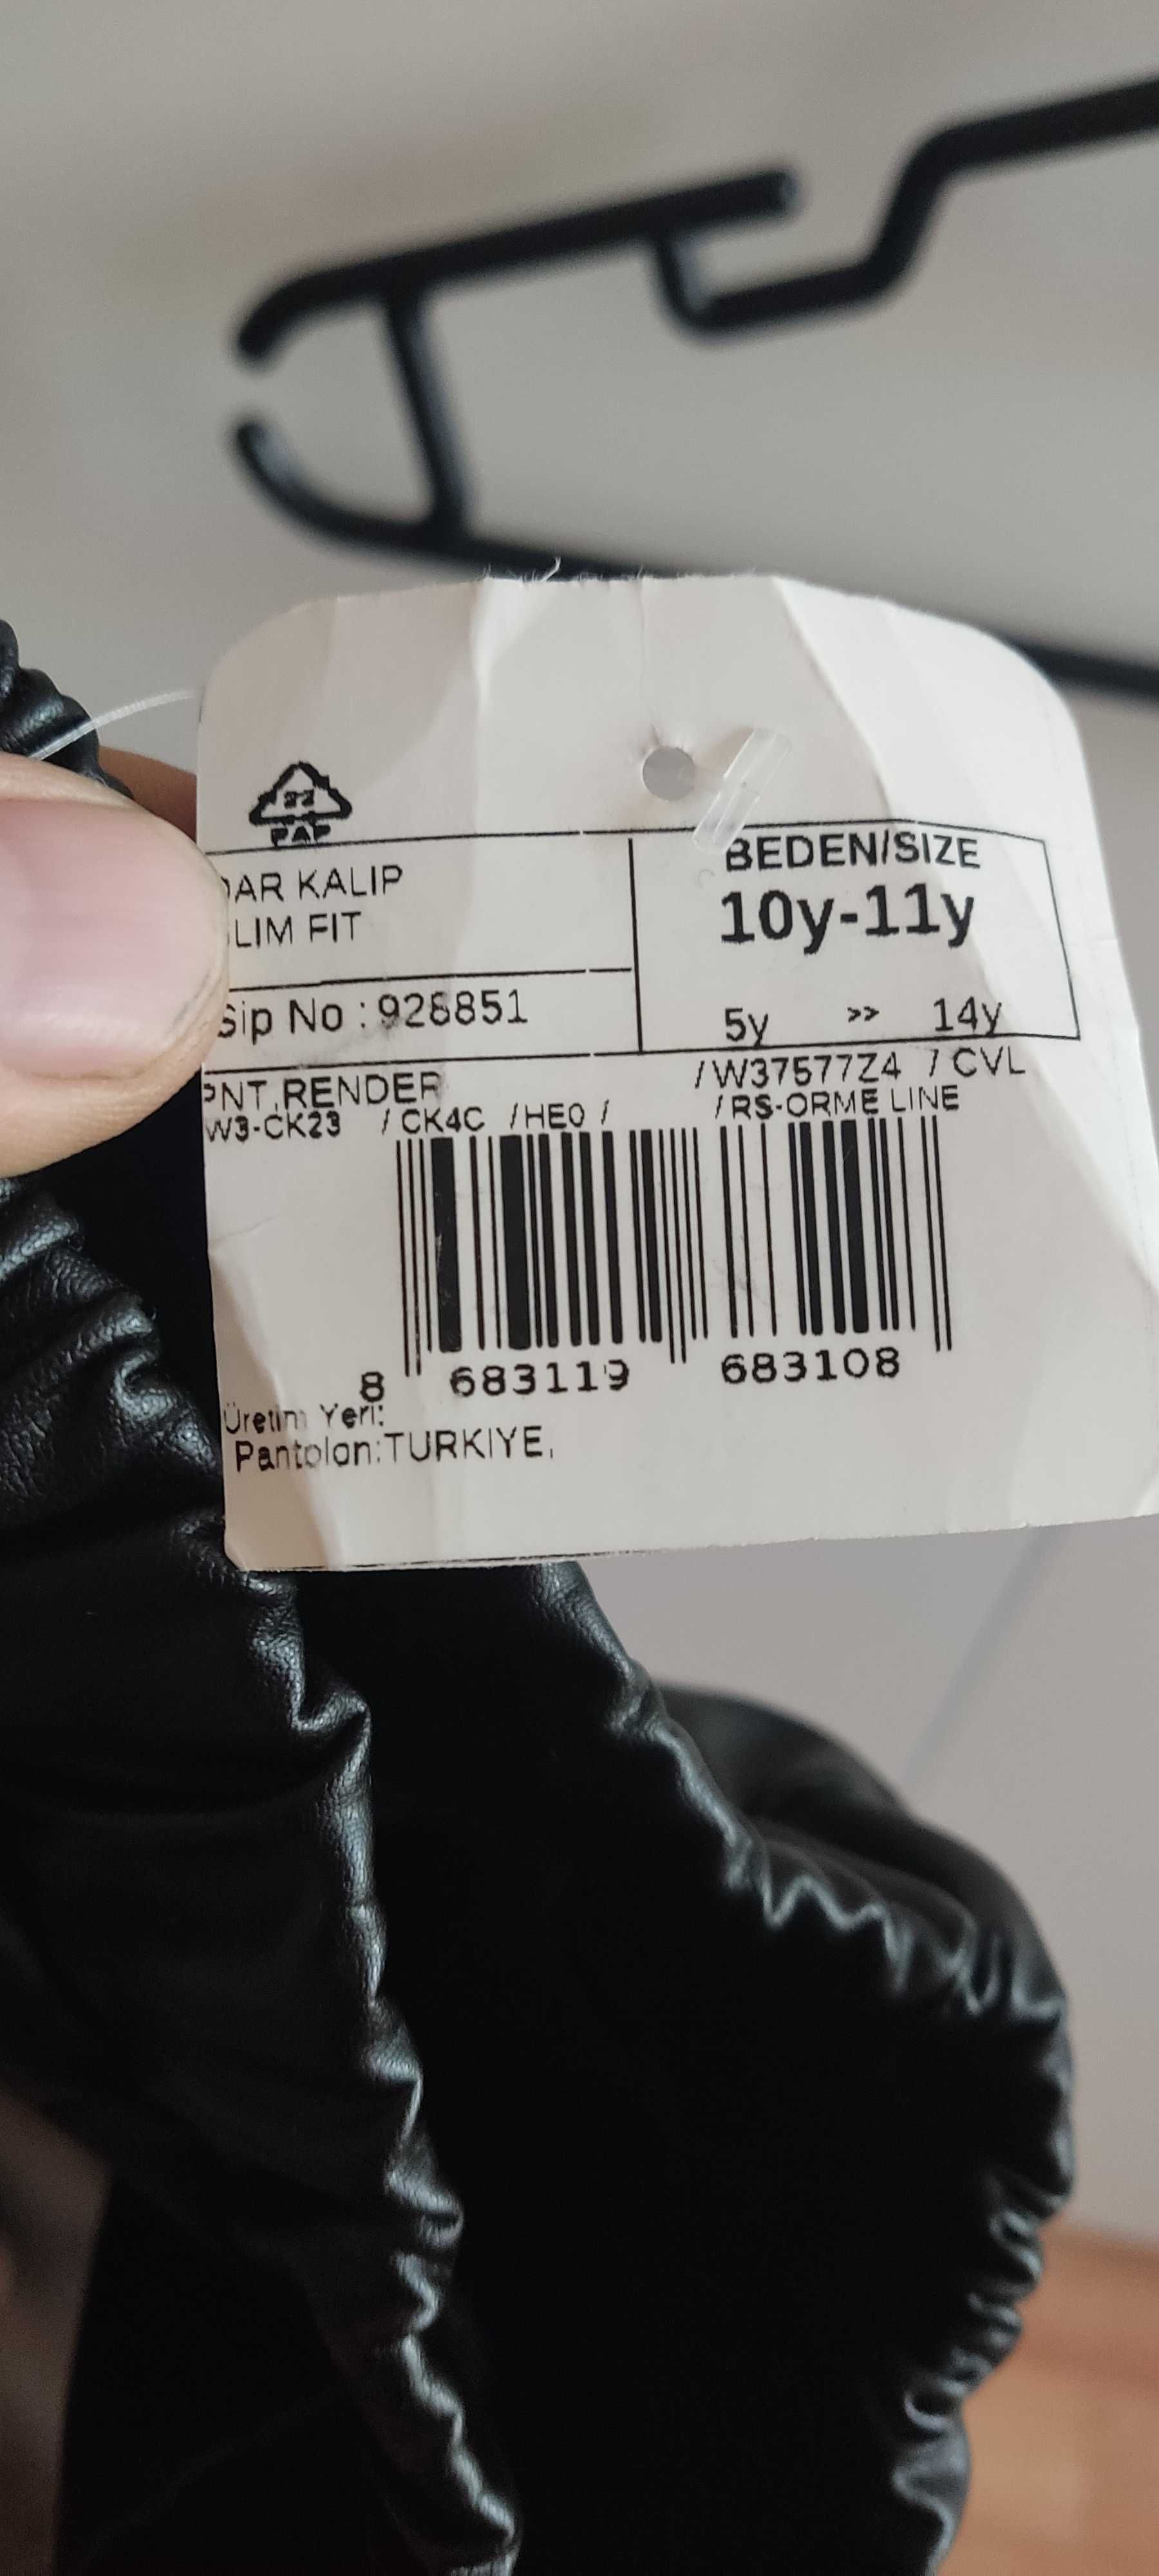 22
PAP
DAR KALIP
SLIM FIT
BEDEN/SIZE
10y-11y
Sip No : 928851
5y >> 14y
PNT.RENDER /W37577Z4 / CVL
W3-CK23 / CK4C /HE0 / /RS-ORME LINE
8 683119 683108
Üretim Yeri:
Pantolon:TURKIYE,